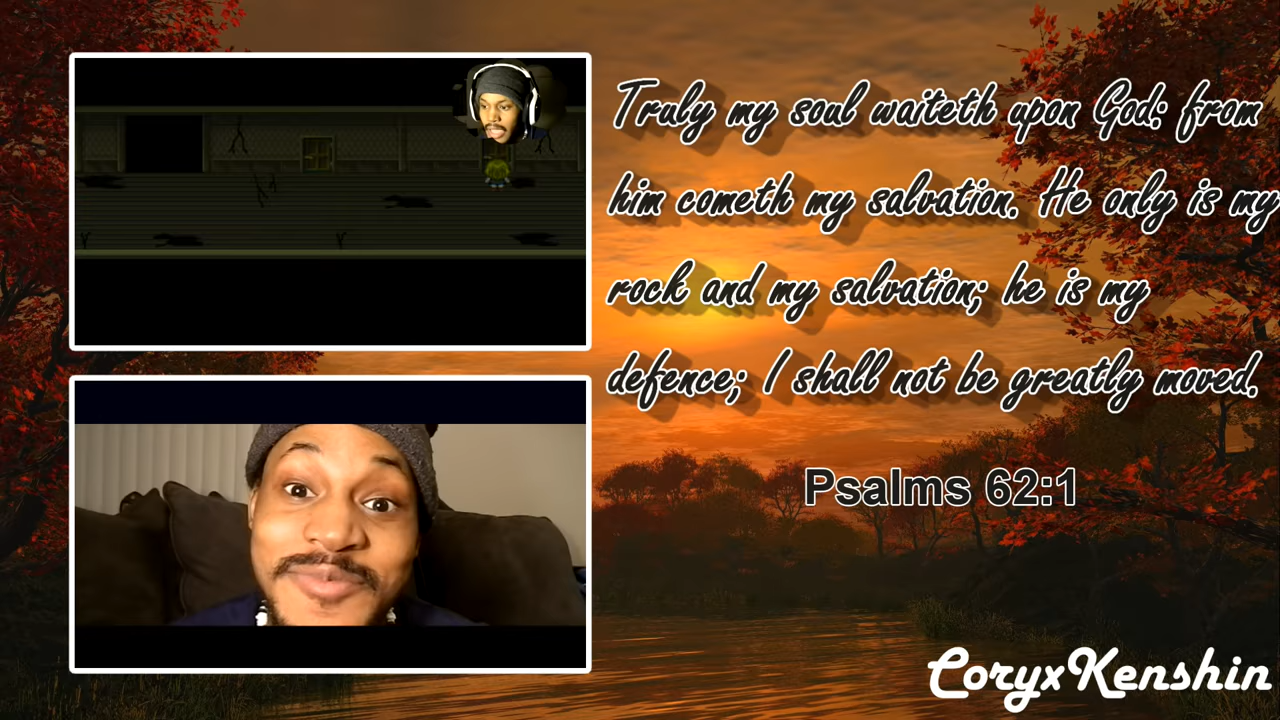 Truly my soul waiteth upon God: from
him cometh my salvation. He only is my
rock and my salvation; he is my
defence; I shall not be greatly moved.
Psalms 62:1
CoryxKenshin